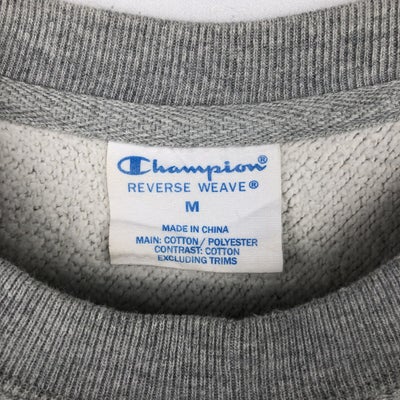 Champion®
REVERSE WEAVE®
M
MADE IN CHINA
MAIN: COTTON / POLYESTER
CONTRAST: COTTON
EXCLUDING TRIMS